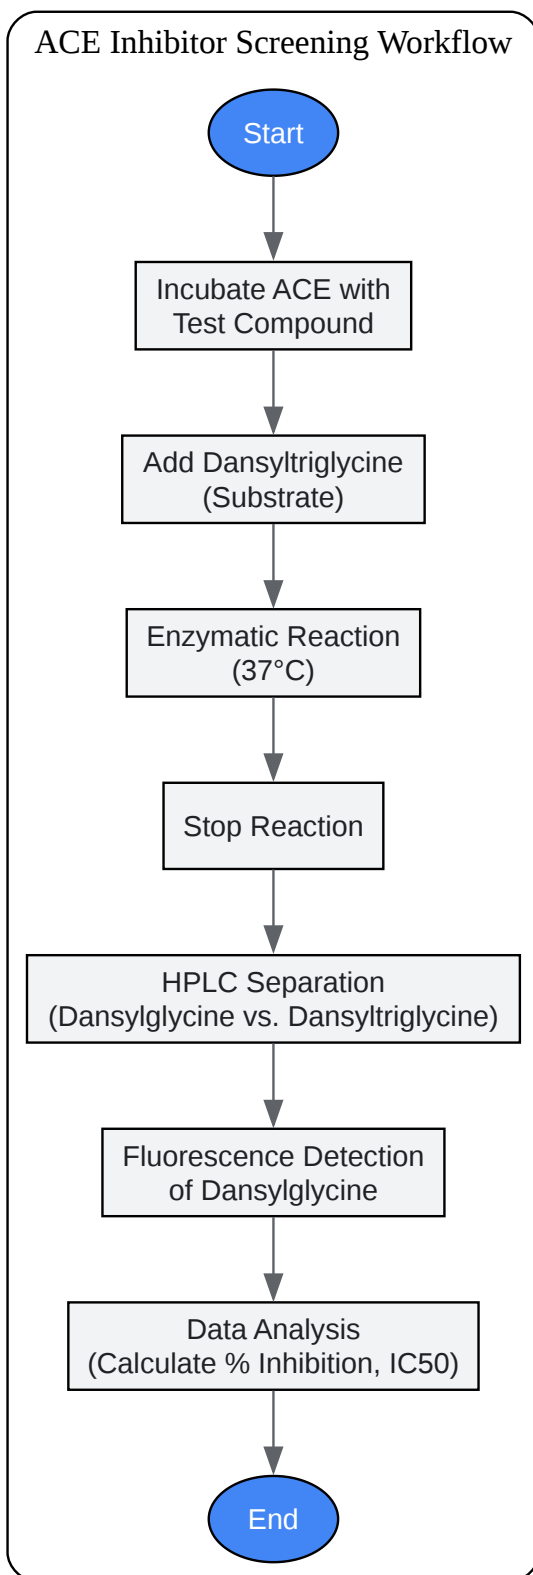 ACE Inhibitor Screening Workflow
Start
Incubate ACE with
Test Compound
Add Dansyltriglycine
(Substrate)
Enzymatic Reaction
(37°C)
Stop Reaction
HPLC Separation
(Dansylglycine vs. Dansyltriglycine)
Fluorescence Detection
of Dansylglycine
Data Analysis
(Calculate % Inhibition, IC50)
End